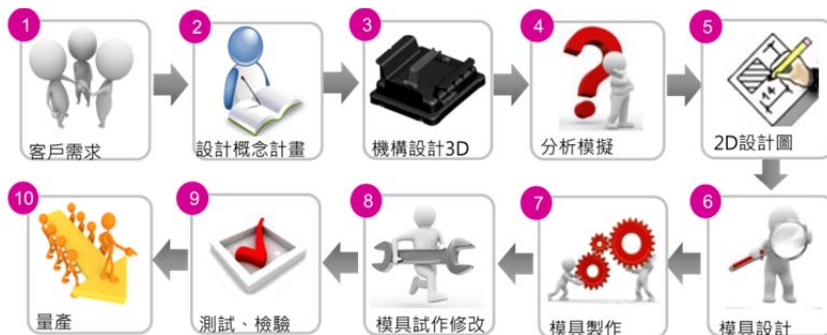 1
客戶需求
2
設計概念計畫
3
機構設計3D
4
分析模擬
5
14
2D設計圖
6
模具設計
7
模具製作
8
模具試作修改
9
測試、檢驗
10
量產